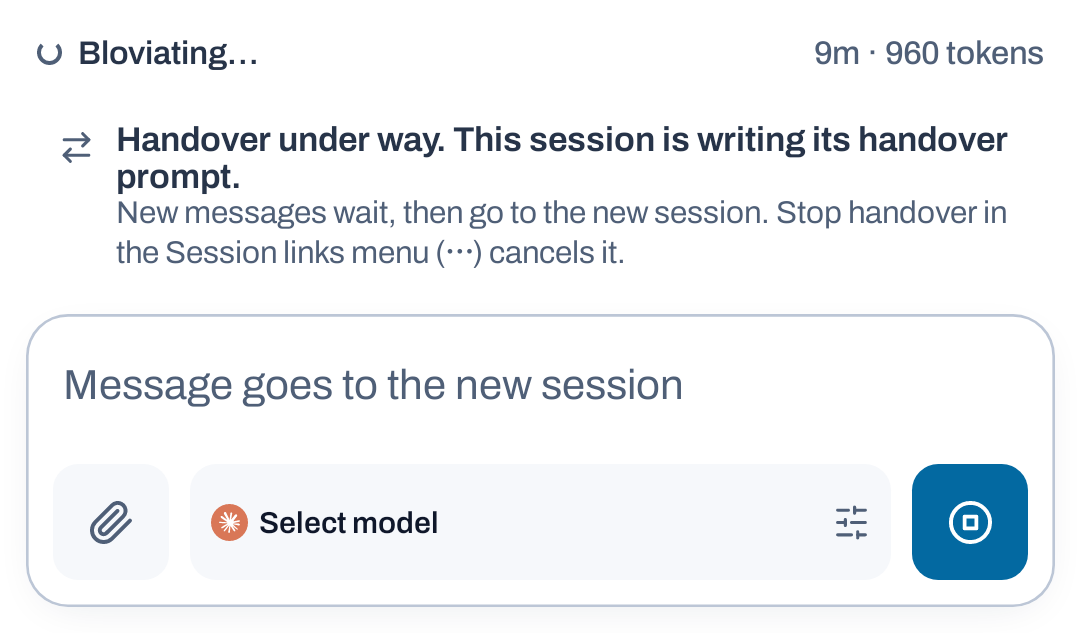 Bloviating…
9m · 960 tokens
Handover under way. This session is writing its handover
prompt.
New messages wait, then go to the new session. Stop handover in
the Session links menu (···) cancels it.
Message goes to the new session
Select model